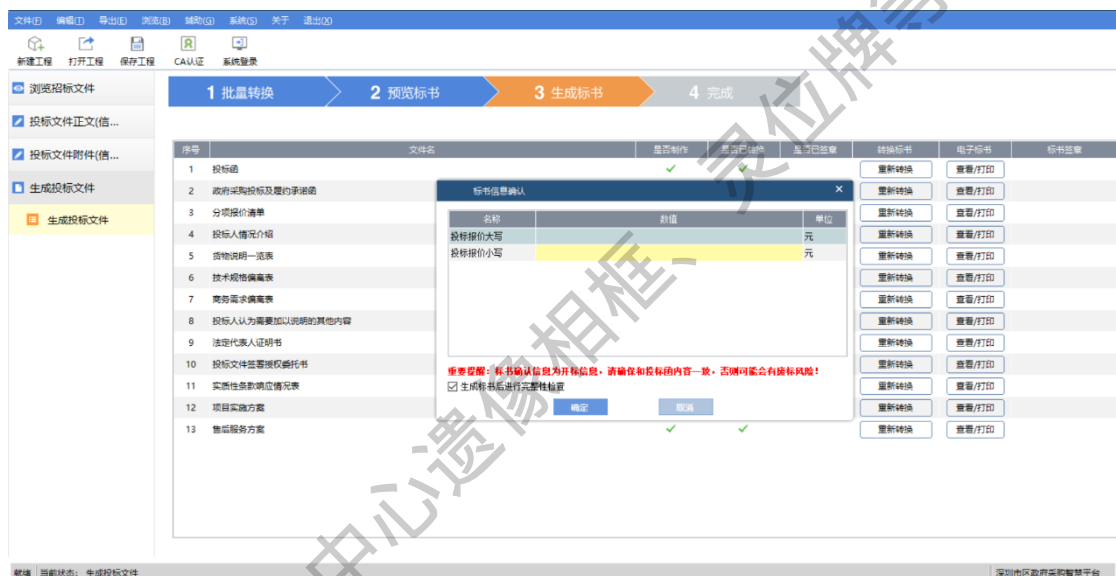 文件(F) 编辑(I) 导出(E) 浏览(B) 辅助(G) 系统(S) 关于 退出(X)
新建工程 打开工程 保存工程 CA认证 系统登录
浏览招标文件
投标文件正文(信...
投标文件附件(信...
生成投标文件
生成投标文件
1 批量转换 2 预览标书 3 生成标书 4 完成
序号 文件名 是否制作 是否已转换 是否已签章 转换标书 电子标书 标书签章
1 投标函 重新转换 查看/打印
2 政府采购投标及履约承诺函 重新转换 查看/打印
3 分项报价清单 重新转换 查看/打印
4 投标人情况介绍 重新转换 查看/打印
5 货物说明一览表 重新转换 查看/打印
6 技术规格偏离表 重新转换 查看/打印
7 商务需求偏离表 重新转换 查看/打印
8 投标人认为需要加以说明的其他内容 重新转换 查看/打印
9 法定代表人证明书 重新转换 查看/打印
10 投标文件签署授权委托书 重新转换 查看/打印
11 实质性条款响应情况表 重新转换 查看/打印
12 项目实施方案 重新转换 查看/打印
13 售后服务方案 重新转换 查看/打印
标书信息确认
名称 数值 单位
投标报价大写 元
投标报价小写 元
重要提醒：标书确认信息为开标信息，请确保和投标函内容一致，否则可能会有废标风险！
生成标书后进行完整性检查
确定 取消
中心遗像相框、灵位牌等
就绪 当前状态： 生成投标文件 深圳市区政府采购智慧平台